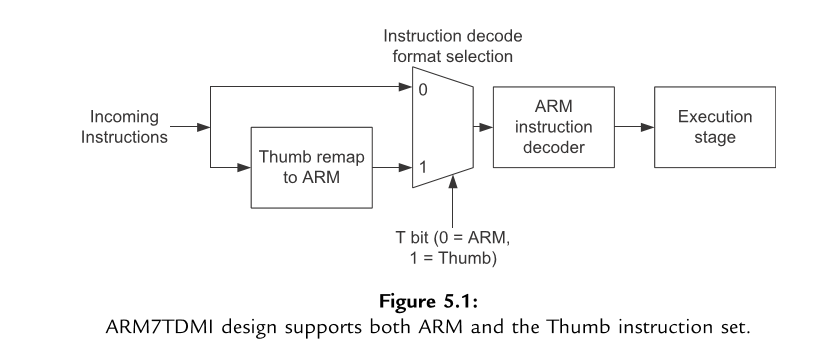 Instruction decode
format selection
0
Incoming
Instructions
Thumb remap
to ARM
1
ARM
instruction
decoder
Execution
stage
T bit (0 = ARM,
1 = Thumb)
Figure 5.1:
ARM7TDMI design supports both ARM and the Thumb instruction set.